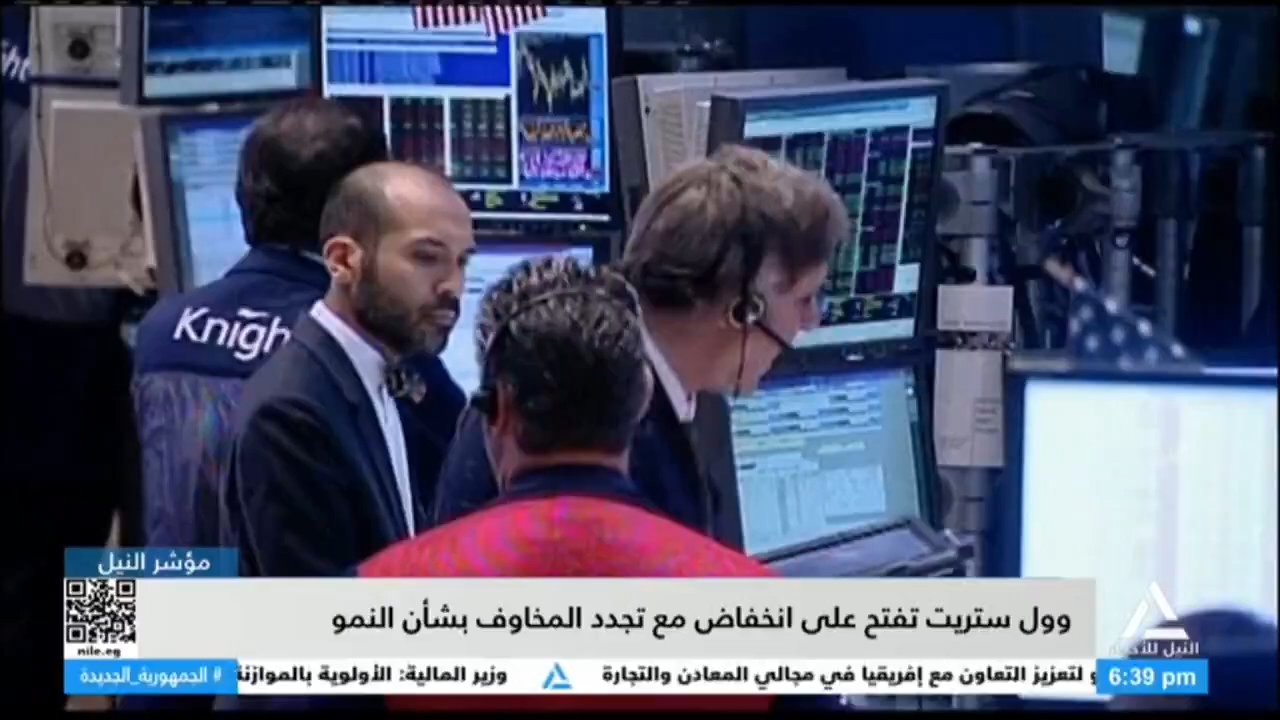 Knigh
مؤشر النيل
وول ستريت تفتح على انخفاض مع تجدد المخاوف بشأن النمو
nile.eg
النيل للأخبار
# الجمهورية_الجديدة
لتعزيز التعاون مع إفريقيا في مجالي المعادن والتجارة
وزير المالية: الأولوية بالموازنة
6:39 pm